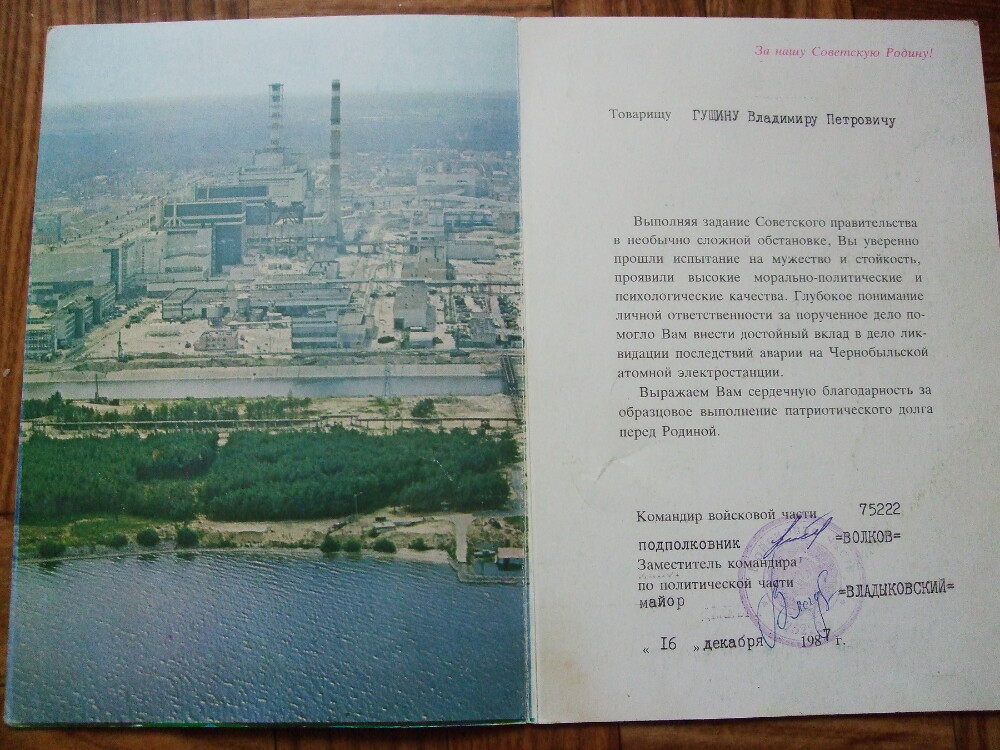 За нашу Советскую Родину!
Товарищу ГУЩИНУ Владимиру Петровичу
Выполняя задание Советского правительства
в необычно сложной обстановке, Вы уверенно
прошли испытание на мужество и стойкость,
проявили высокие морально-политические и
психологические качества. Глубокое понимание
личной ответственности за порученное дело по-
могло Вам внести достойный вклад в дело лик-
видации последствий аварии на Чернобыльской
атомной электростанции.
Выражаем Вам сердечную благодарность за
образцовое выполнение патриотического долга
перед Родиной.
Командир войсковой части 75222
подполковник =ВОЛКОВ=
Заместитель командира
по политической части
майор =ВЛАДЫКОВСКИЙ=
« 16 » декабря 1987 г.